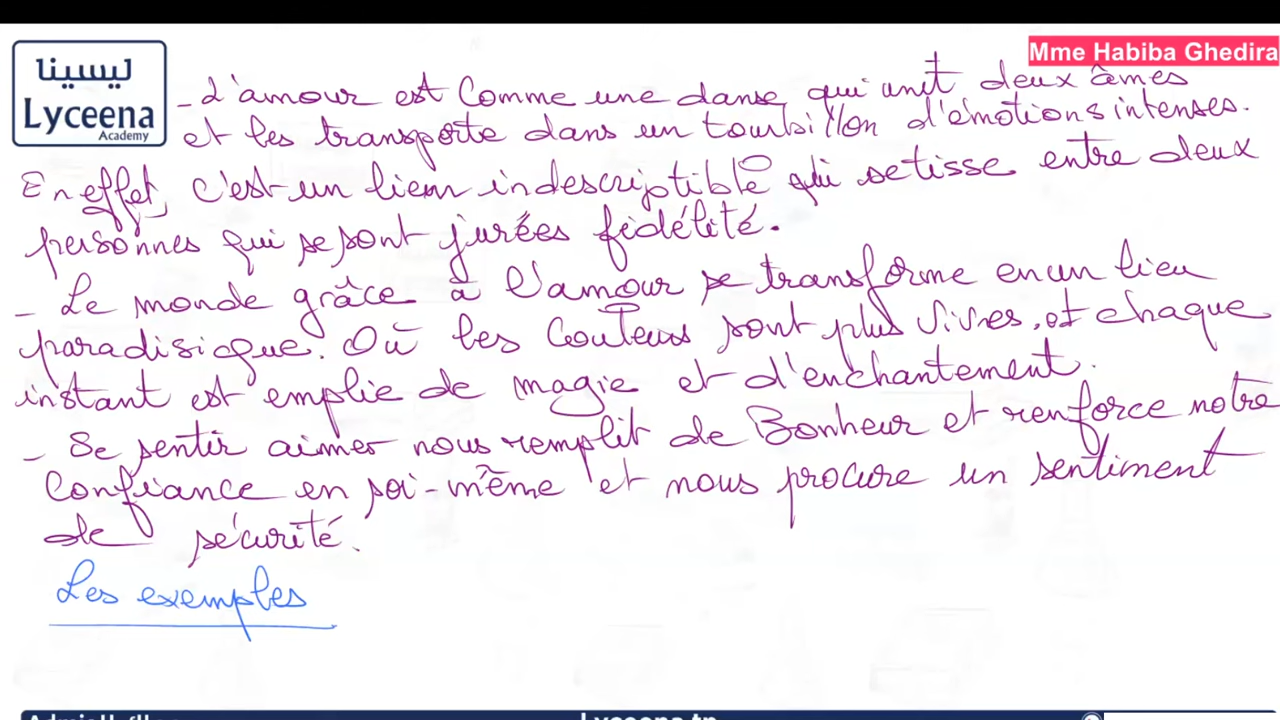 Mme Habiba Ghedira
ليسينا
Lyceena
Academy
- L'amour est comme une danse qui unit deux âmes
et les transporte dans un tourbillon d'émotions intenses.
En effet, c'est un lien indescriptible qui se tisse entre deux
personnes qui se sont jurées fidélité.
- Le monde grâce à l'amour se transforme en un lieu
paradisiaque. Où les couleurs sont plus vives, et chaque
instant est emplie de magie et d'enchantement.
- Se sentir aimer nous remplit de Bonheur et renforce notre
confiance en soi-même et nous procure un sentiment
de sécurité.
Les exemples
Lyceena.tn